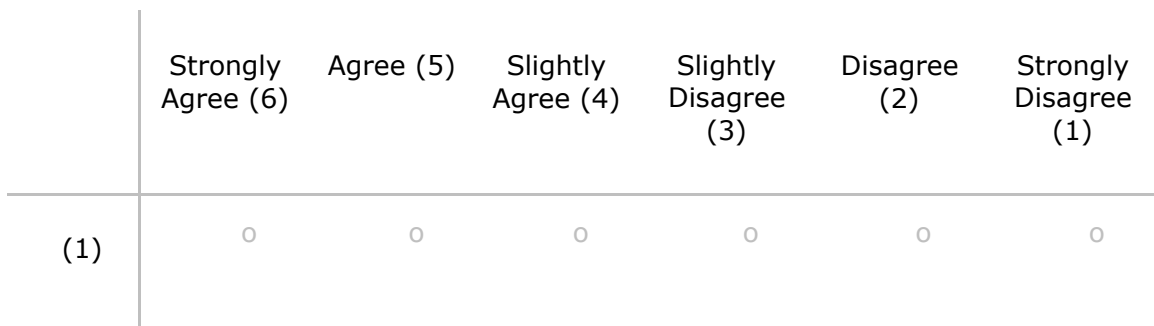 Strongly Agree (6)	Agree (5)	Slightly Agree (4)	Slightly Disagree (3)	Disagree (2)	Strongly Disagree (1)
(1)	o	o	o	o	o	o